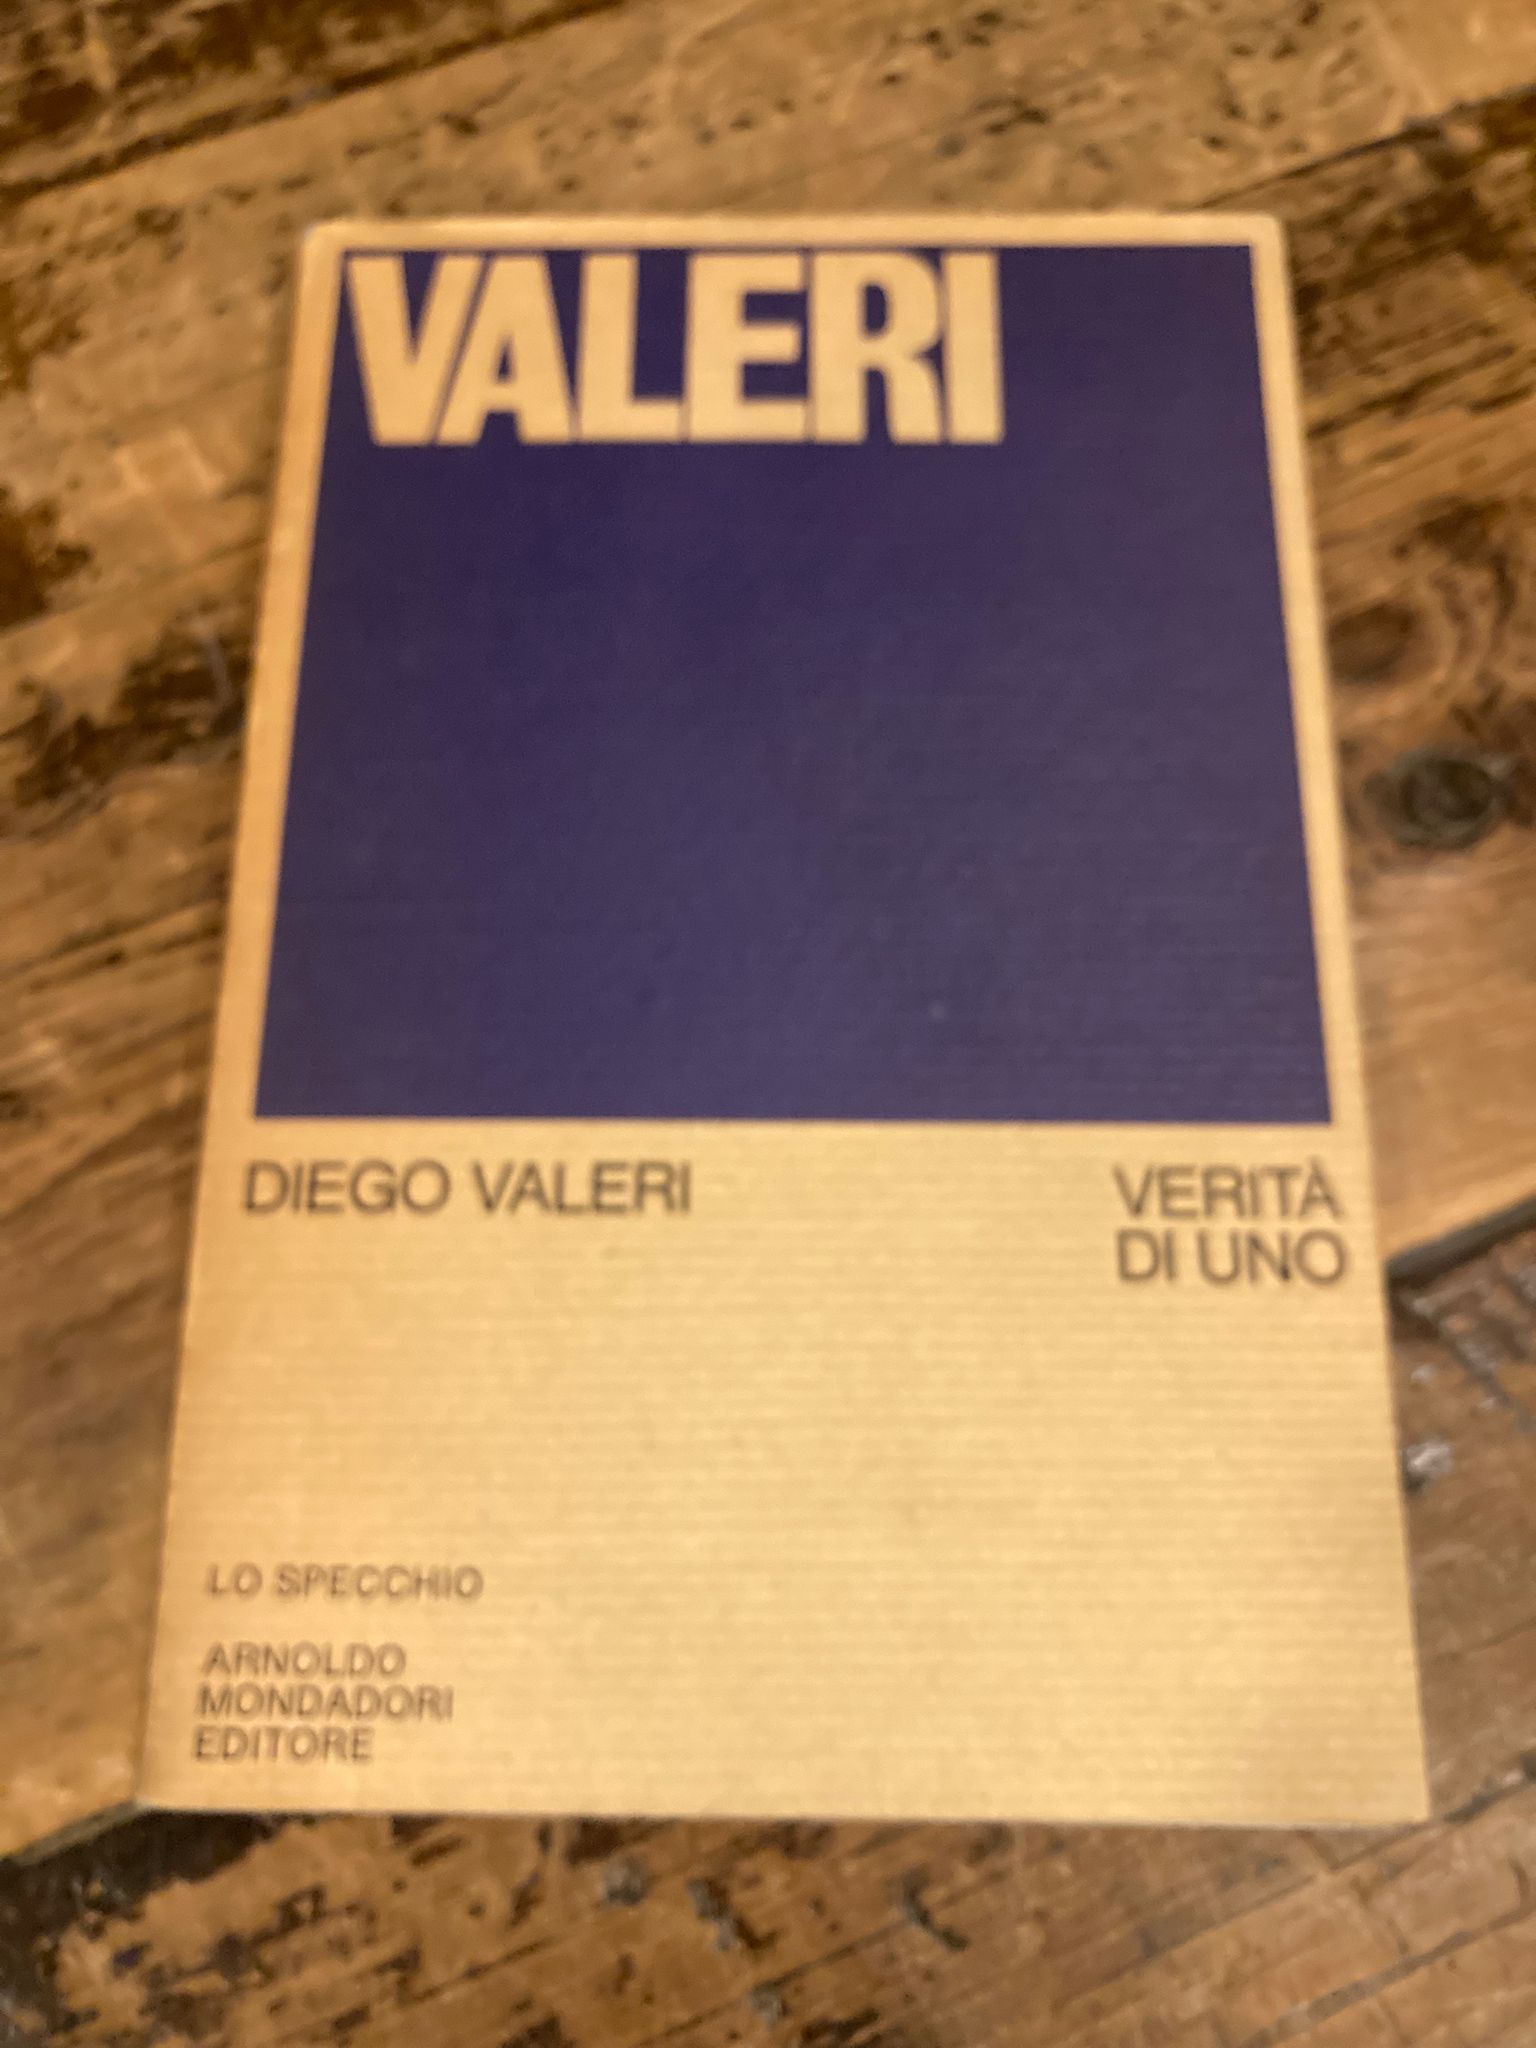 VALERI
DIEGO VALERI
VERITÀ
DI UNO
LO SPECCHIO
ARNOLDO
MONDADORI
EDITORE